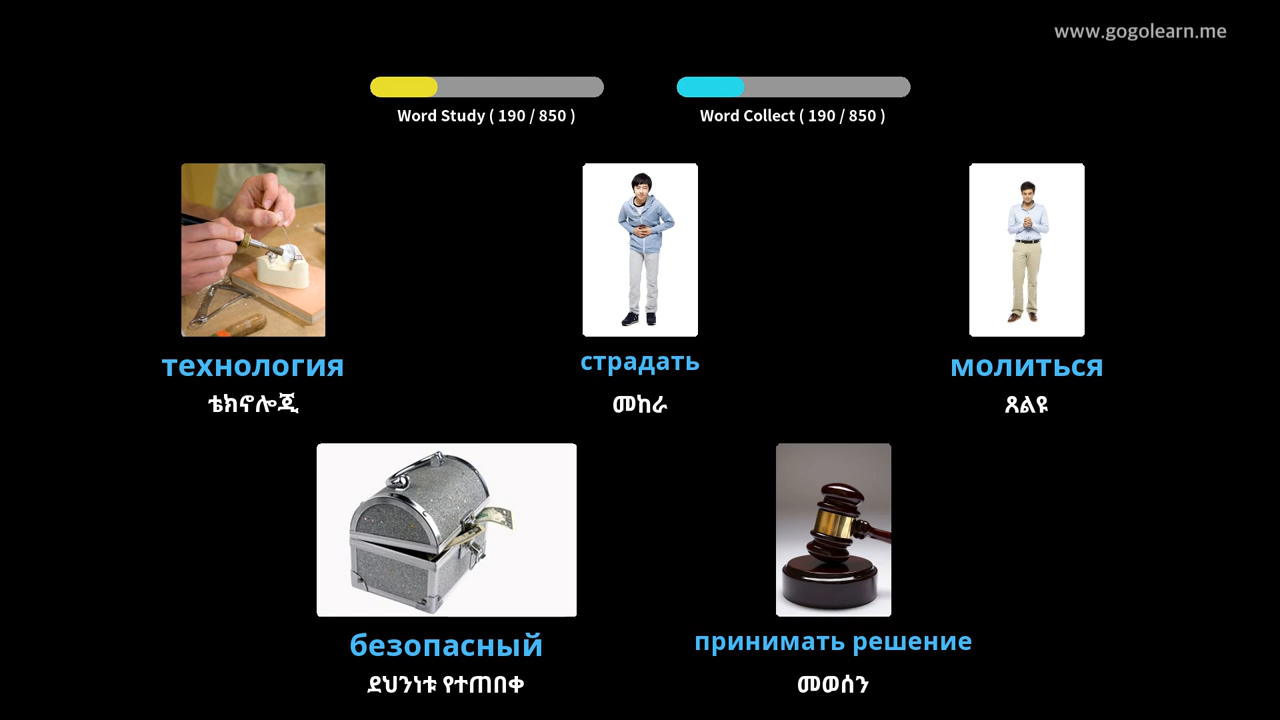 www.gogolearn.me
Word Study ( 190 / 850 )
Word Collect ( 190 / 850 )
технология
страдать
молиться
ቴክኖሎጂ
መከራ
ጸልዩ
безопасный
принимать решение
ደህንነቱ የተጠበቀ
መወሰን